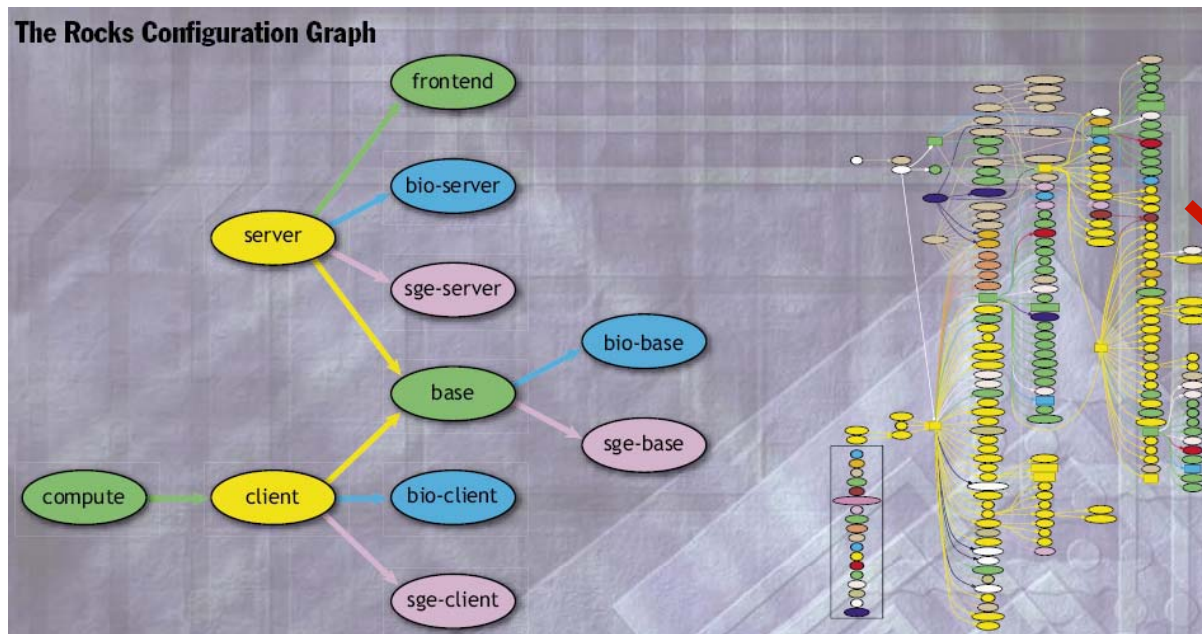 The Rocks Configuration Graph
frontend
bio-server
server
sge-server
bio-base
base
sge-base
compute
client
bio-client
sge-client